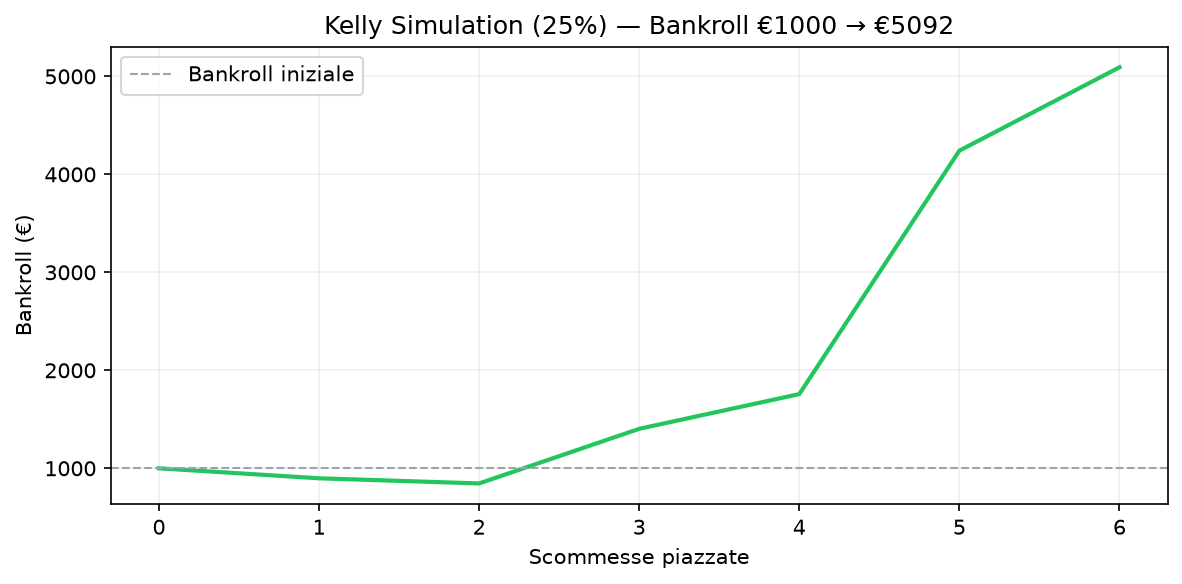 Kelly Simulation (25%) — Bankroll €1000 → €5092
Bankroll iniziale
Bankroll (€)
5000
4000
3000
2000
1000
0 1 2 3 4 5 6
Scommesse piazzate